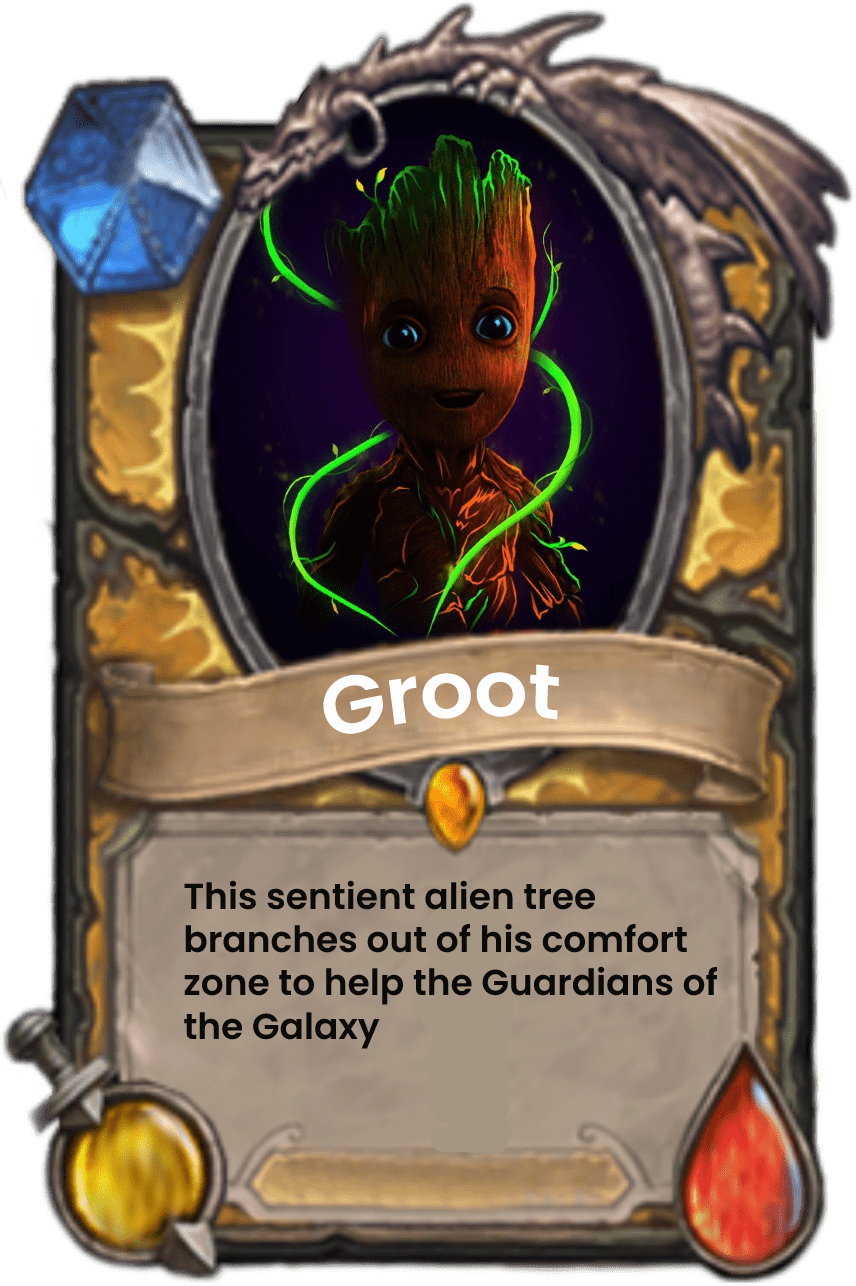 Groot
This sentient alien tree
branches out of his comfort
zone to help the Guardians of
the Galaxy